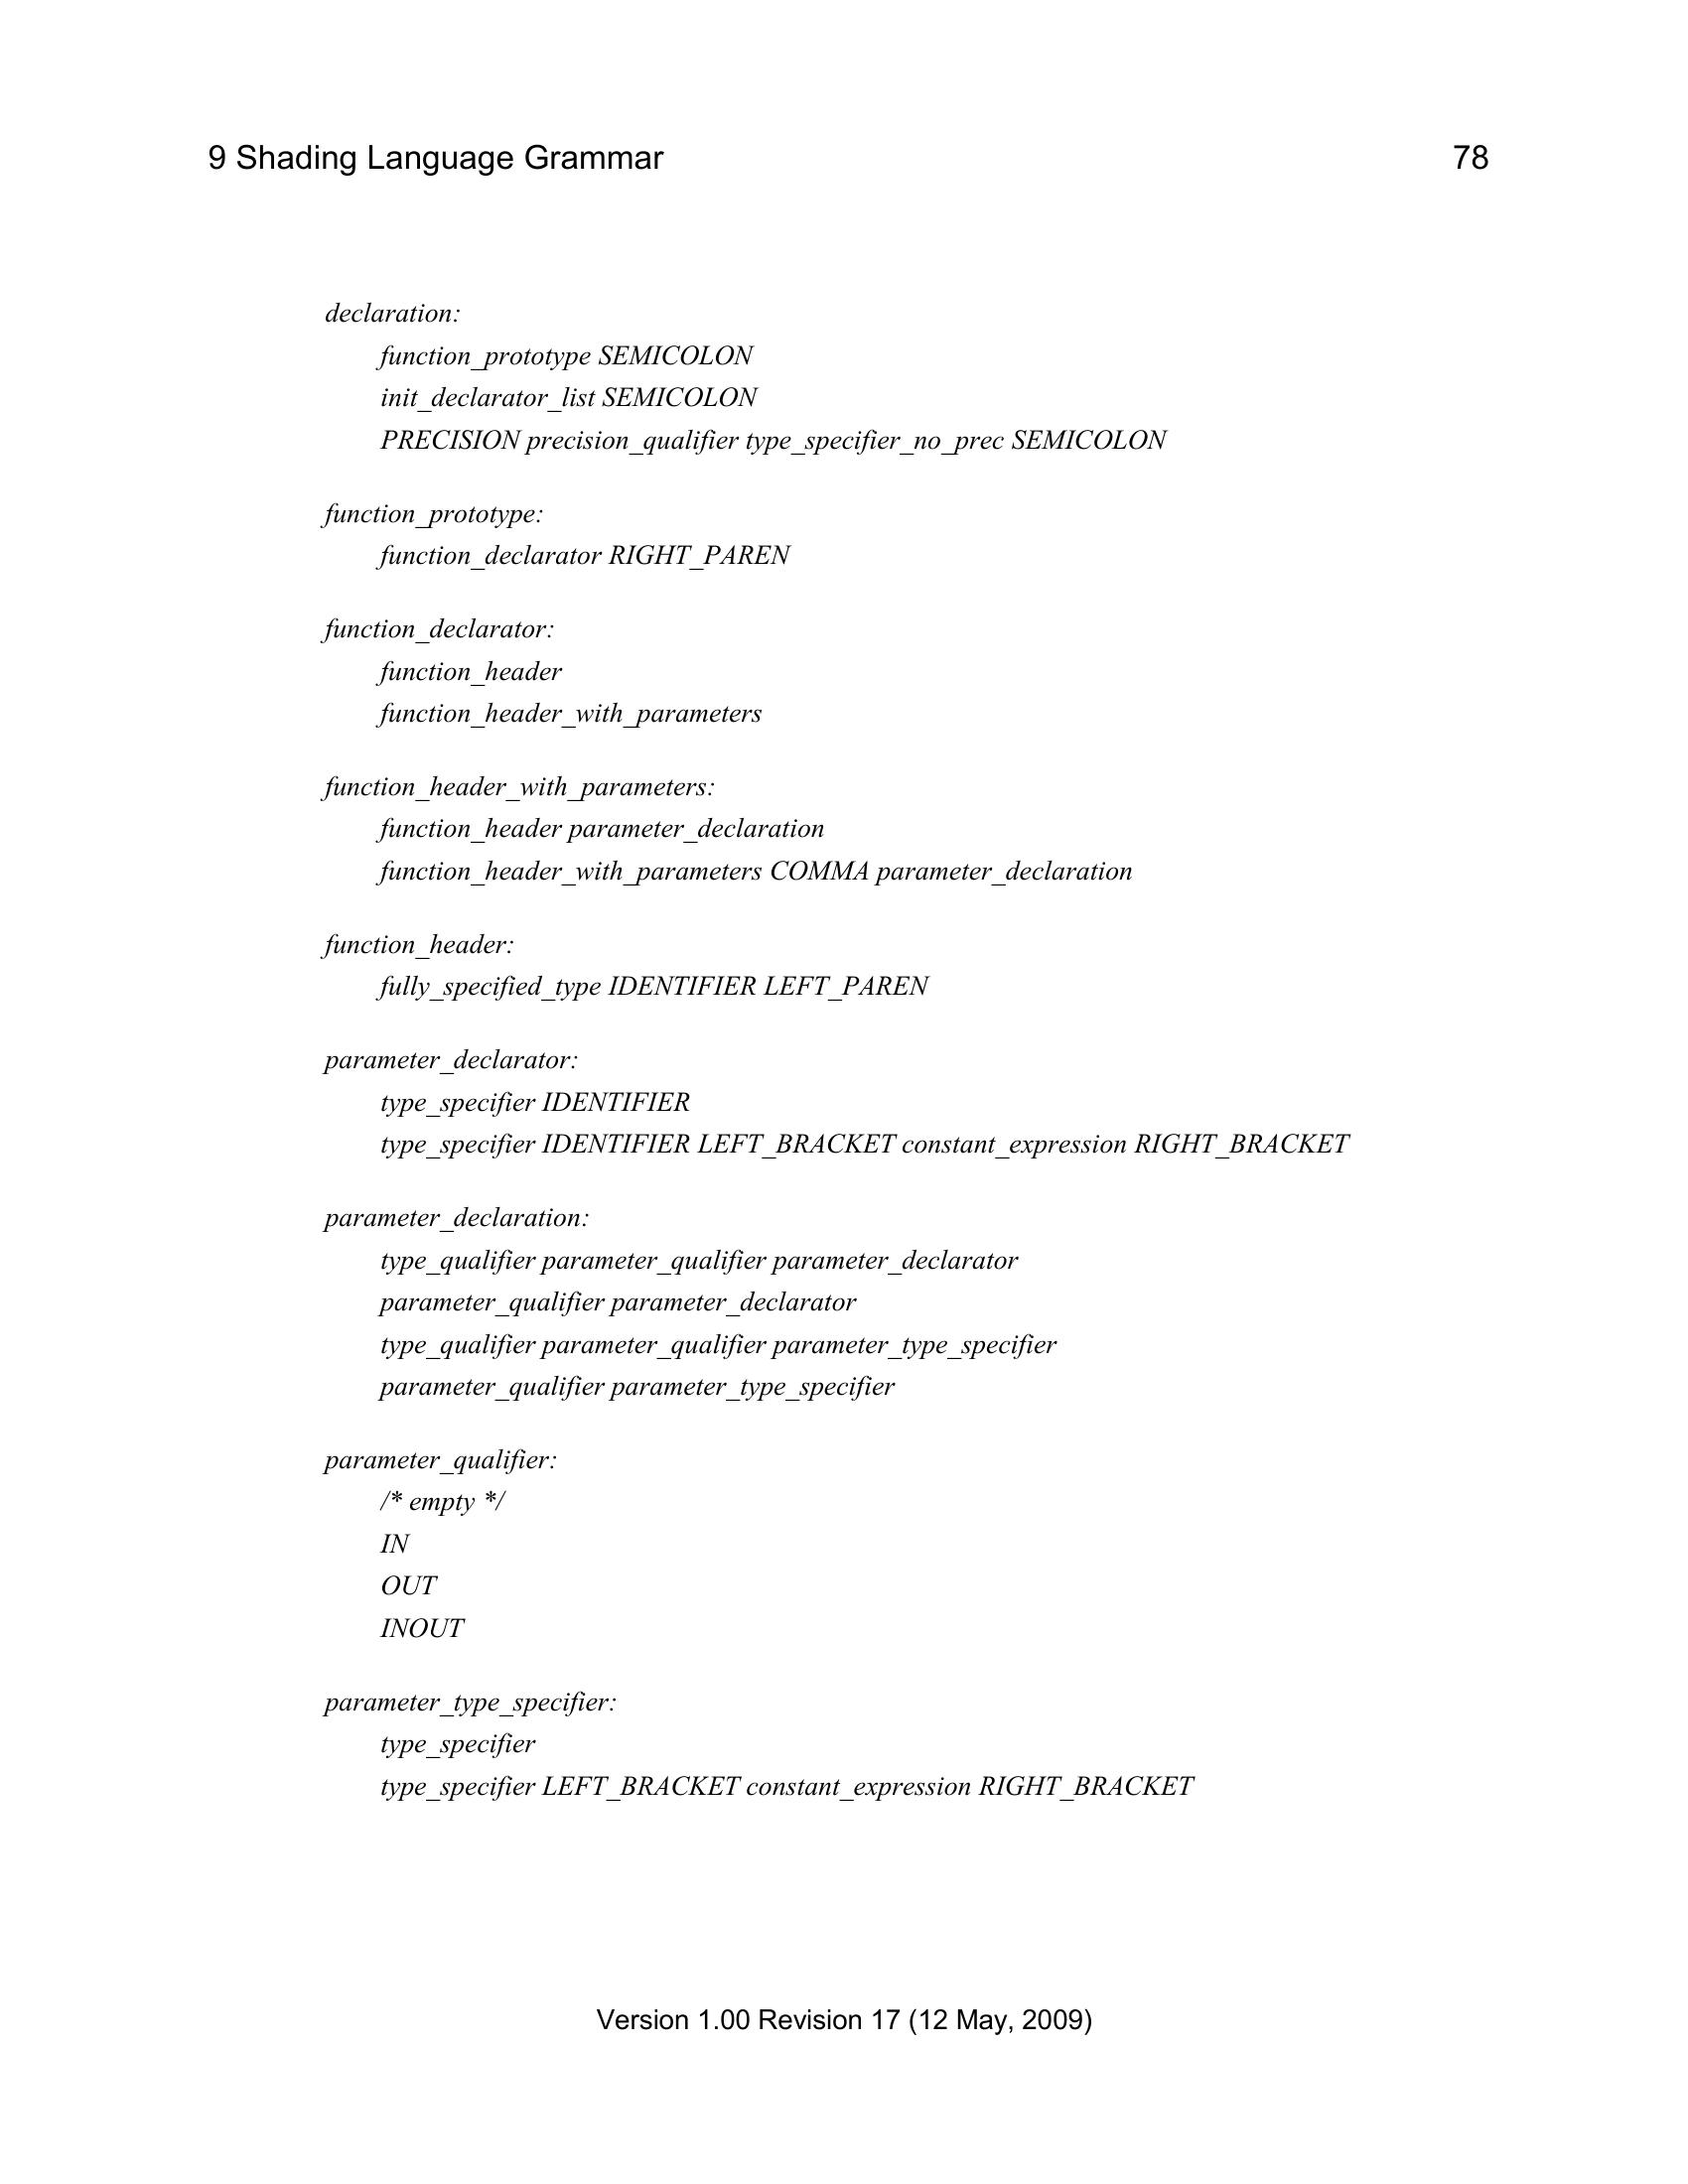 9 Shading Language Grammar 78
declaration:
function_prototype SEMICOLON
init_declarator_list SEMICOLON
PRECISION precision_qualifier type_specifier_no_prec SEMICOLON
function_prototype:
function_declarator RIGHT_PAREN
function_declarator:
function_header
function_header_with_parameters
function_header_with_parameters:
function_header parameter_declaration
function_header_with_parameters COMMA parameter_declaration
function_header:
fully_specified_type IDENTIFIER LEFT_PAREN
parameter_declarator:
type_specifier IDENTIFIER
type_specifier IDENTIFIER LEFT_BRACKET constant_expression RIGHT_BRACKET
parameter_declaration:
type_qualifier parameter_qualifier parameter_declarator
parameter_qualifier parameter_declarator
type_qualifier parameter_qualifier parameter_type_specifier
parameter_qualifier parameter_type_specifier
parameter_qualifier:
/* empty */
IN
OUT
INOUT
parameter_type_specifier:
type_specifier
type_specifier LEFT_BRACKET constant_expression RIGHT_BRACKET
Version 1.00 Revision 17 (12 May, 2009)